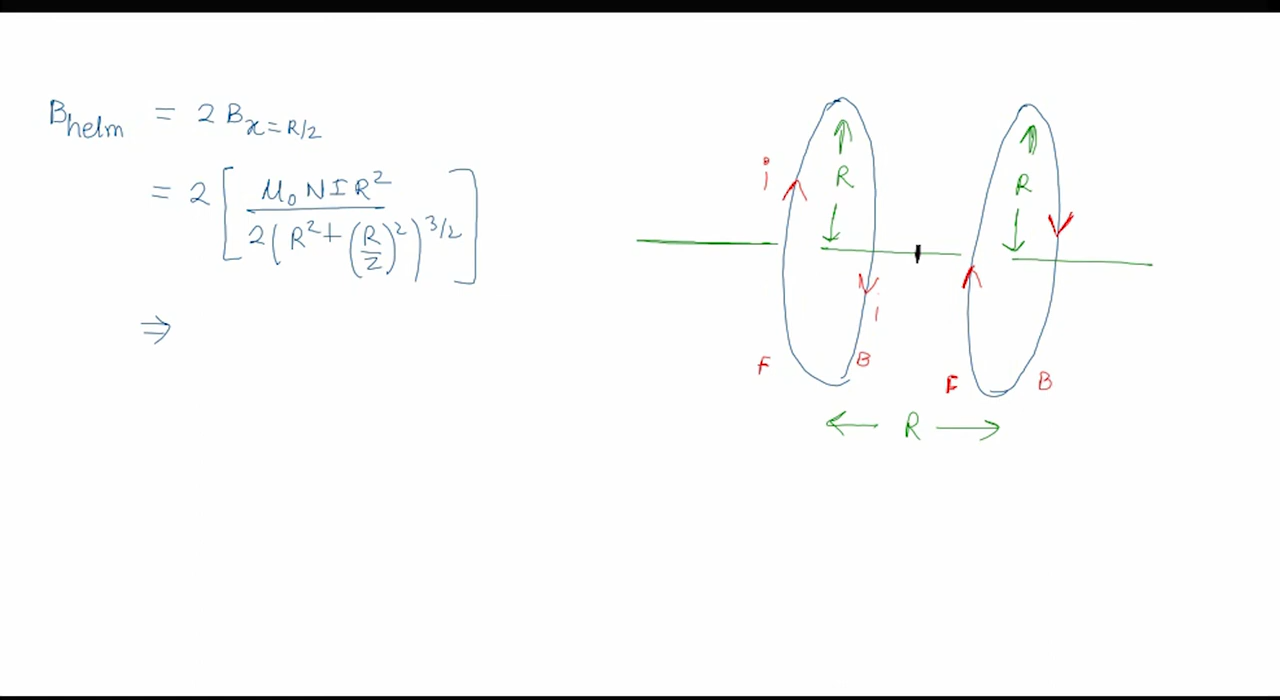 B_helm = 2 B_x=R/2
= 2 [ μ₀ N I R² / 2 ( R² + (R/2)² )^3/2 ]
⇒
i
R
R
i
F
B
F
B
R